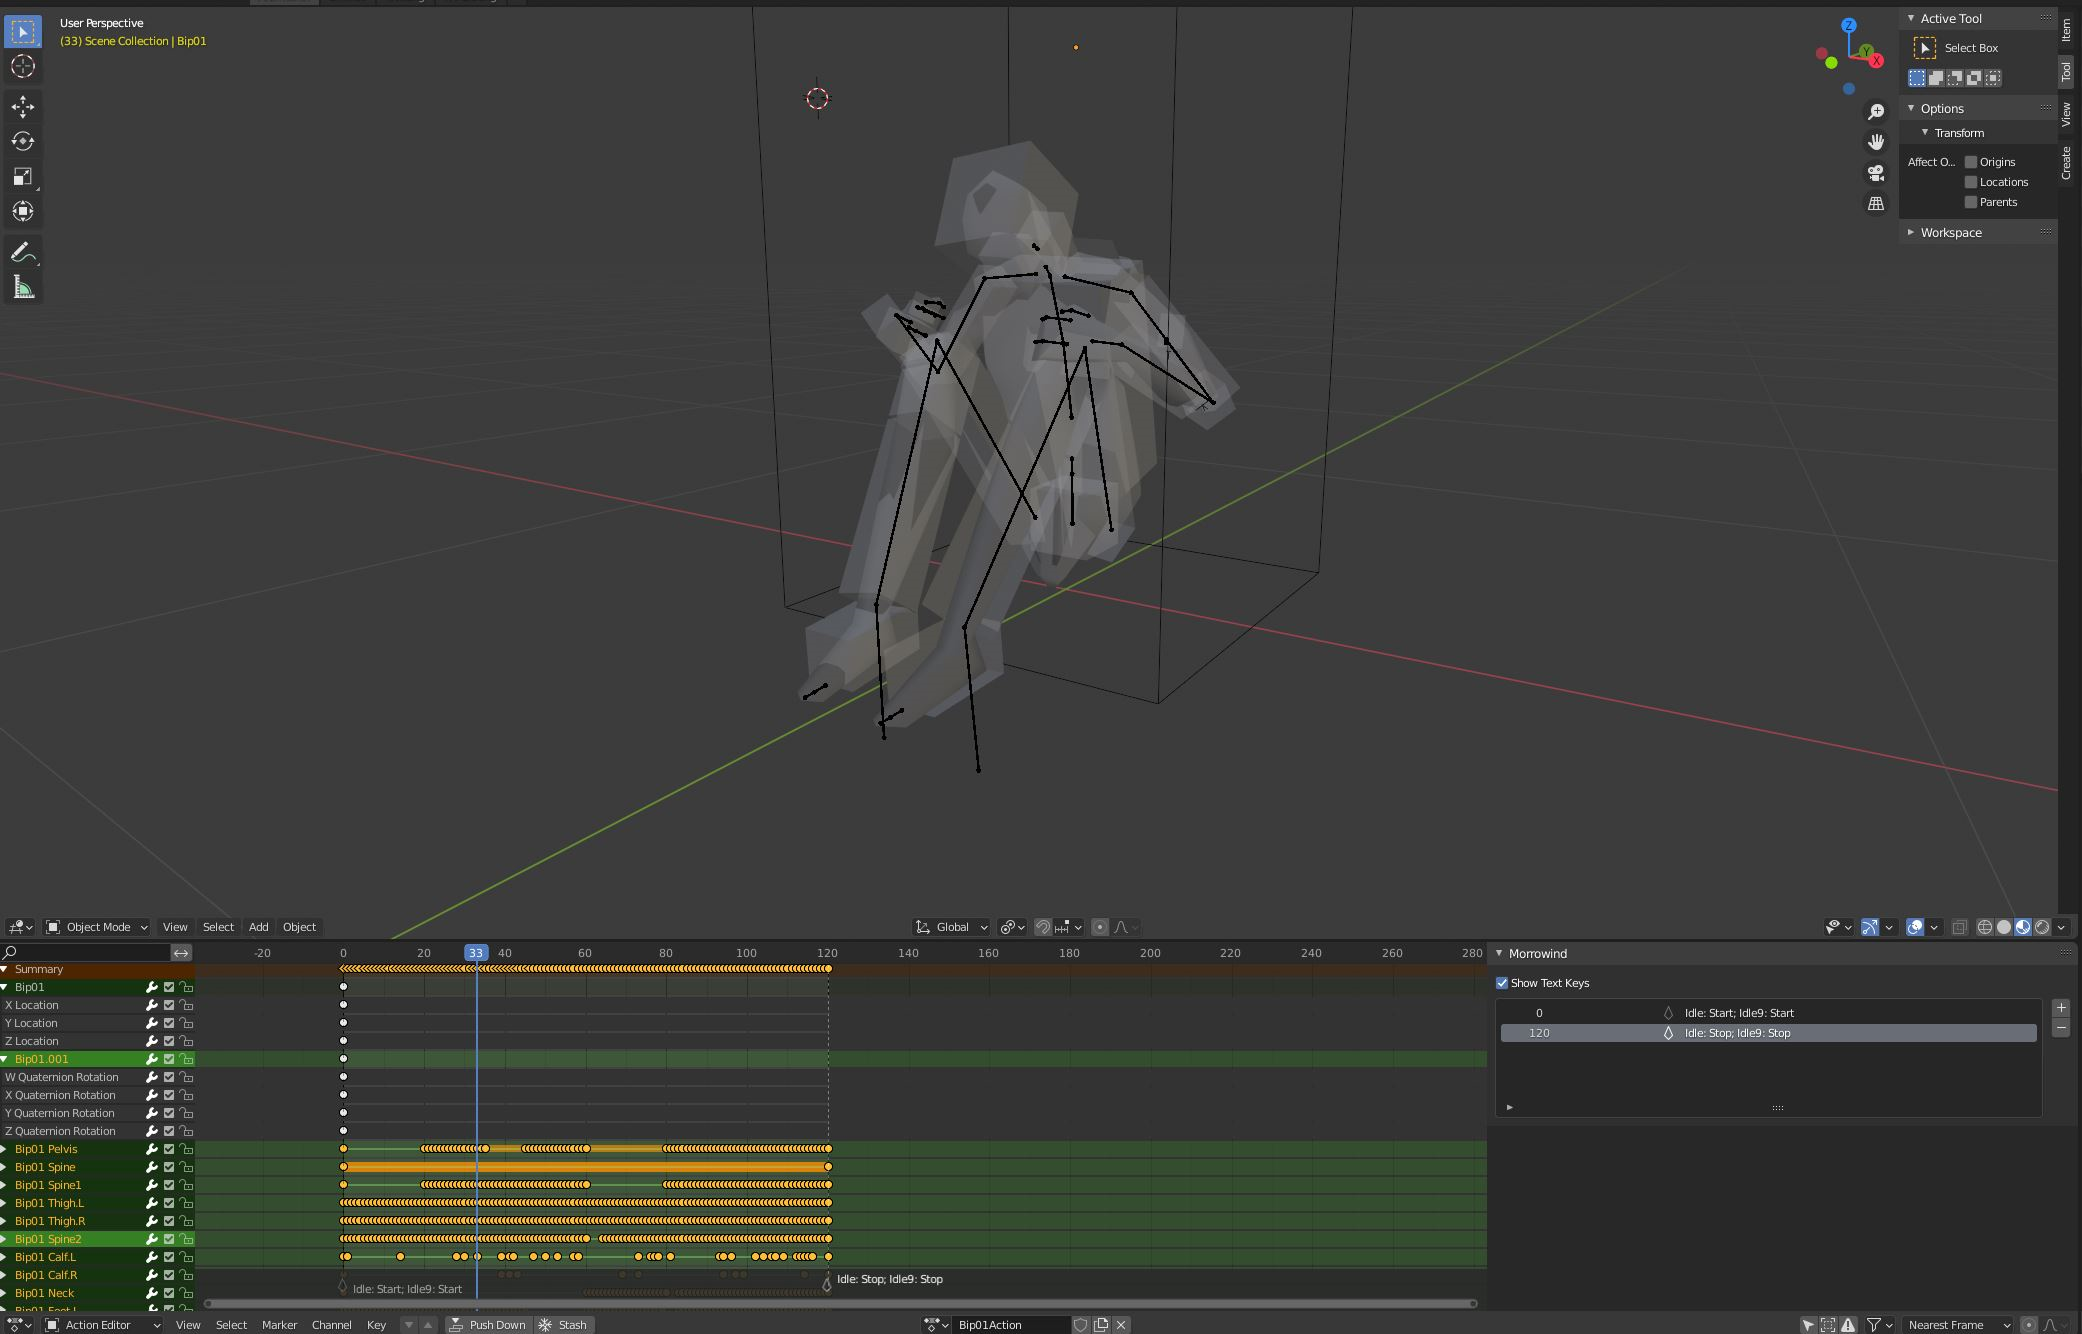 User Perspective
(33) Scene Collection | Bip01
Z
Y
X
Active Tool
Select Box
Options
Transform
Affect O...
Origins
Locations
Parents
Workspace
Item
Tool
View
Create
Object Mode
View
Select
Add
Object
Global
-20 0 20 33 40 60 80 100 120 140 160 180 200 220 240 260 280
Summary
Bip01
X Location
Y Location
Z Location
Bip01.001
W Quaternion Rotation
X Quaternion Rotation
Y Quaternion Rotation
Z Quaternion Rotation
Bip01 Pelvis
Bip01 Spine
Bip01 Spine1
Bip01 Thigh.L
Bip01 Thigh.R
Bip01 Spine2
Bip01 Calf.L
Bip01 Calf.R
Bip01 Neck
Idle: Start; Idle9: Start
Idle: Stop; Idle9: Stop
Morrowind
Show Text Keys
0 Idle: Start; Idle9: Start
120 Idle: Stop; Idle9: Stop
Action Editor
View
Select
Marker
Channel
Key
Push Down
Stash
Bip01Action
Nearest Frame